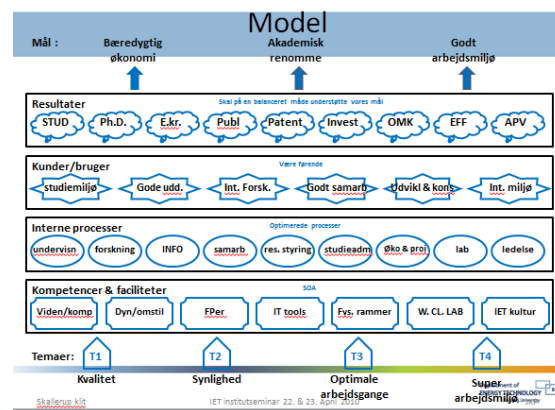 Model
Mål :
Bæredygtig økonomi
Akademisk renomme
Godt arbejdsmiljø
Resultater
Skal på en balanceret måde understøtte vores mål
STUD Ph.D. E.kr. Publ Patent Invest OMK EFF APV
Kunder/bruger
Være førende
studiemiljø Gode udd. Int. Forsk. Godt samarb Udvikl & kons. Int. miljø
Interne processer
Optimerede processer
undervisn forskning INFO samarb res. styring studieadm Øko & proj lab ledelse
Kompetencer & faciliteter
SOA
Viden/komp Dyn/omstil FPer IT tools Fys. rammer W. CL. LAB IET kultur
Temaer: T1 T2 T3 T4
Kvalitet
Synlighed
Optimale arbejdsgange
Super arbejdsmiljø
Skallerup klit
IET institutseminar 22. & 23. April 2010
ENERGY TECHNOLOGY